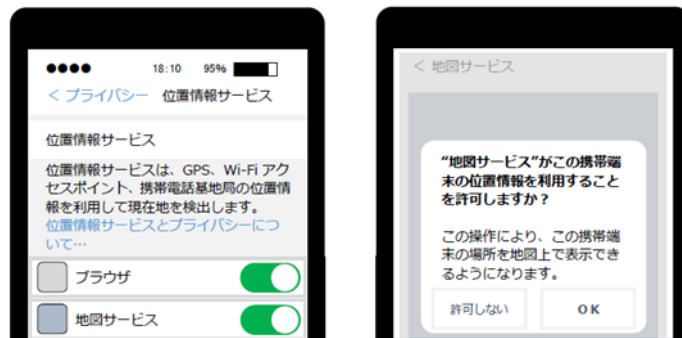 18:10 95%
< プライバシー 位置情報サービス
位置情報サービス
位置情報サービスは、GPS、Wi-Fi アク
セスポイント、携帯電話基地局の位置情
報を利用して現在地を検出します。
位置情報サービスとプライバシーにつ
いて…
ブラウザ
地図サービス
< 地図サービス
“地図サービス”がこの携帯端
末の位置情報を利用すること
を許可しますか？
この操作により、この携帯端
末の場所を地図上で表示でき
るようになります。
許可しない OK